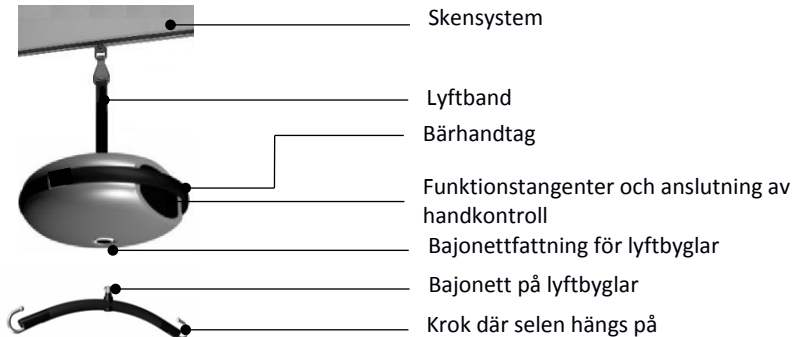 Skensystem
Lyftband
Bärhandtag
Funktionstangenter och anslutning av
handkontroll
Bajonettfattning för lyftbyglar
Bajonett på lyftbyglar
Krok där selen hängs på